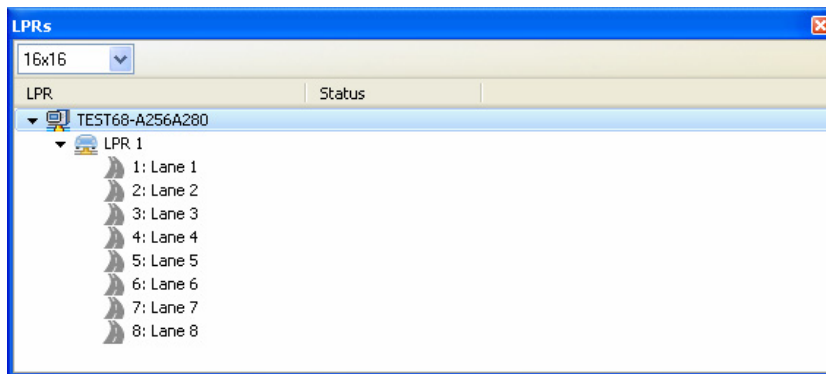 LPRs
16x16
LPR Status
TEST68-A256A280
LPR 1
1: Lane 1
2: Lane 2
3: Lane 3
4: Lane 4
5: Lane 5
6: Lane 6
7: Lane 7
8: Lane 8